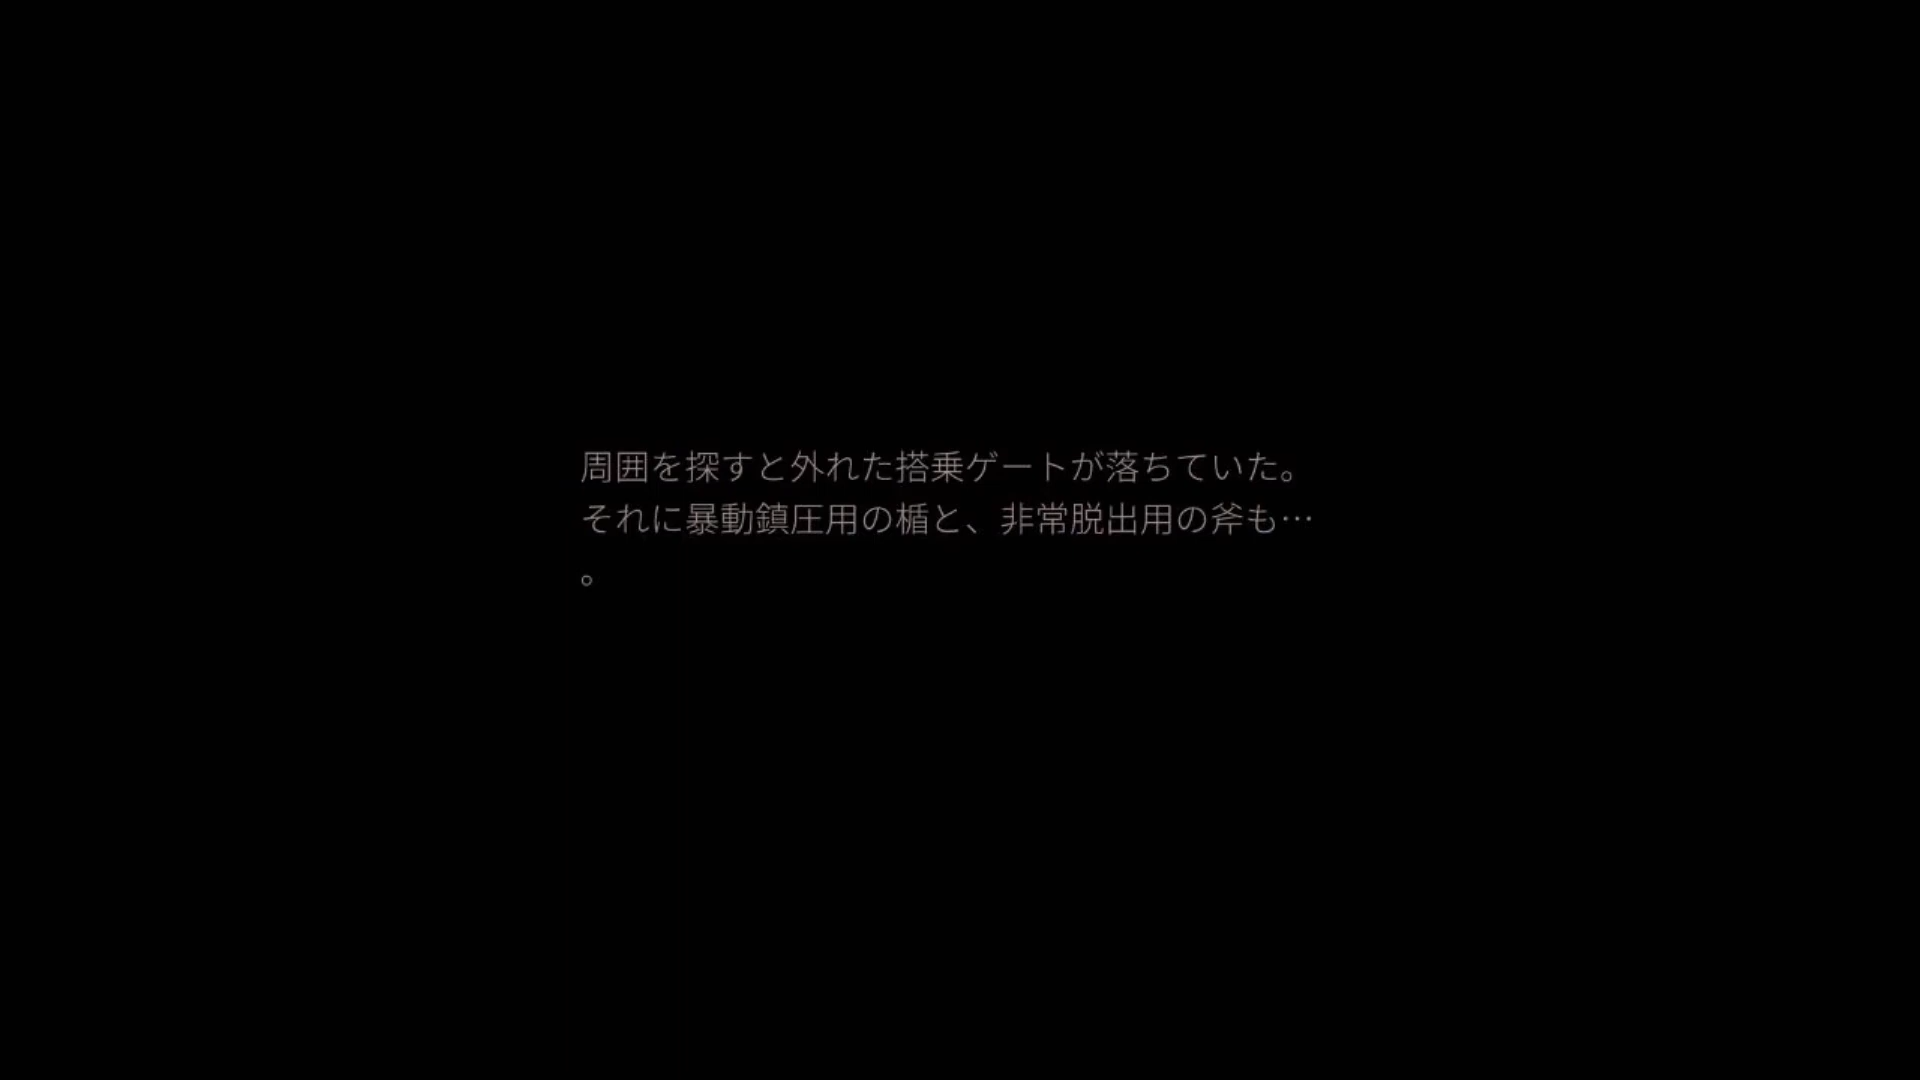 周囲を探すと外れた搭乗ゲートが落ちていた。
それに暴動鎮圧用の楯と、非常脱出用の斧も…
。